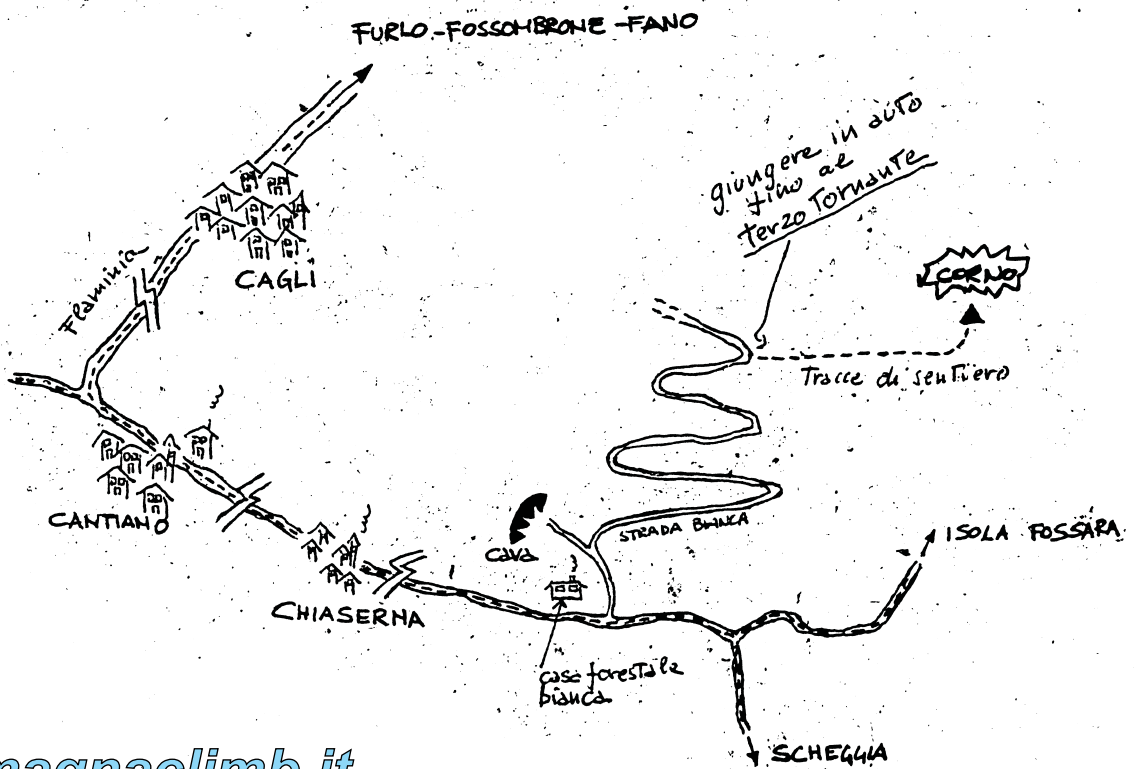 FURLO-FOSSOMBRONE-FANO
giungere in auto
fino al
terzo Tornante
CORNO
Flaminia
CAGLI
Tracce di sentiero
CANTIANO
STRADA BIANCA
ISOLA FOSSARA
cava
CHIASERNA
casa forestale
bianca
SCHEGGIA